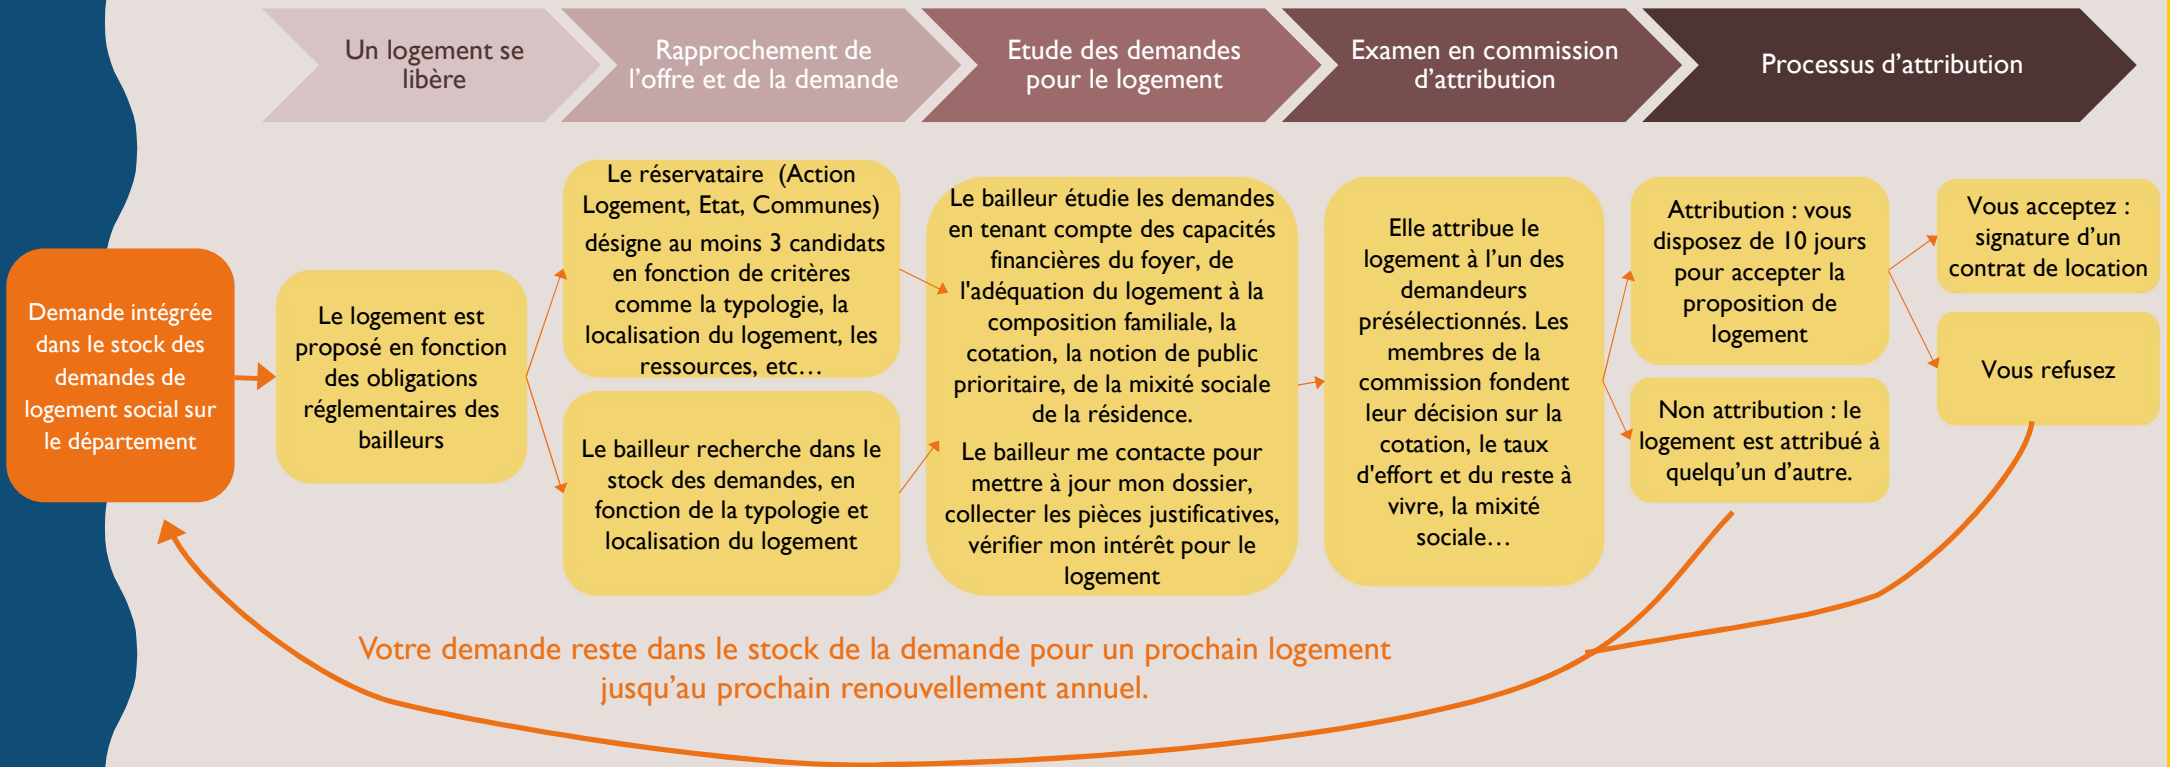 Un logement se
libère
Rapprochement de
l'offre et de la demande
Etude des demandes
pour le logement
Examen en commission
d'attribution
Processus d'attribution
Demande intégrée
dans le stock des
demandes de
logement social sur
le département
Le logement est
proposé en fonction
des obligations
réglementaires des
bailleurs
Le réservataire (Action
Logement, Etat, Communes)
désigne au moins 3 candidats
en fonction de critères
comme la typologie, la
localisation du logement, les
ressources, etc…
Le bailleur recherche dans le
stock des demandes, en
fonction de la typologie et
localisation du logement
Le bailleur étudie les demandes
en tenant compte des capacités
financières du foyer, de
l'adéquation du logement à la
composition familiale, la
cotation, la notion de public
prioritaire, de la mixité sociale
de la résidence.
Le bailleur me contacte pour
mettre à jour mon dossier,
collecter les pièces justificatives,
vérifier mon intérêt pour le
logement
Elle attribue le
logement à l'un des
demandeurs
présélectionnés. Les
membres de la
commission fondent
leur décision sur la
cotation, le taux
d'effort et du reste à
vivre, la mixité
sociale…
Attribution : vous
disposez de 10 jours
pour accepter la
proposition de
logement
Non attribution : le
logement est attribué à
quelqu'un d'autre.
Vous acceptez :
signature d'un
contrat de location
Vous refusez
Votre demande reste dans le stock de la demande pour un prochain logement
jusqu'au prochain renouvellement annuel.